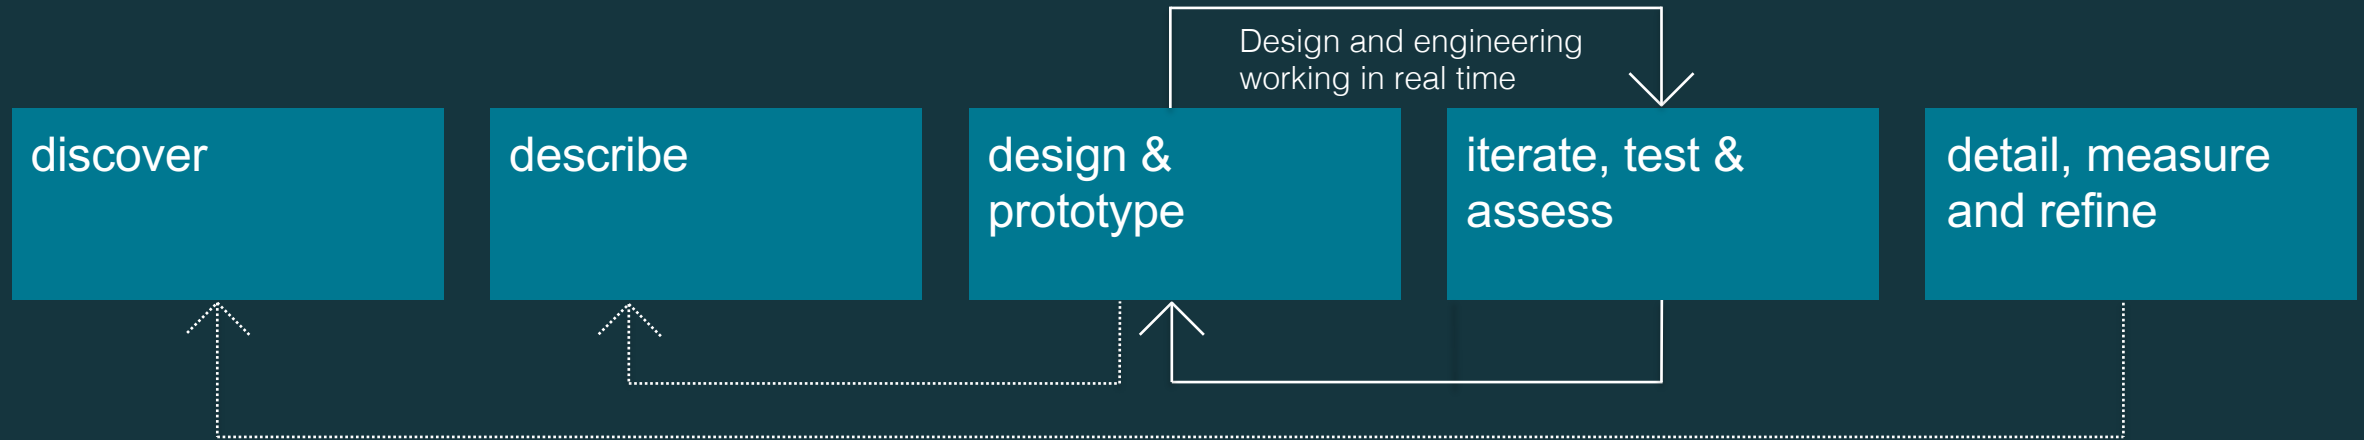 Design and engineering
working in real time
discover
describe
design &
prototype
iterate, test &
assess
detail, measure
and refine